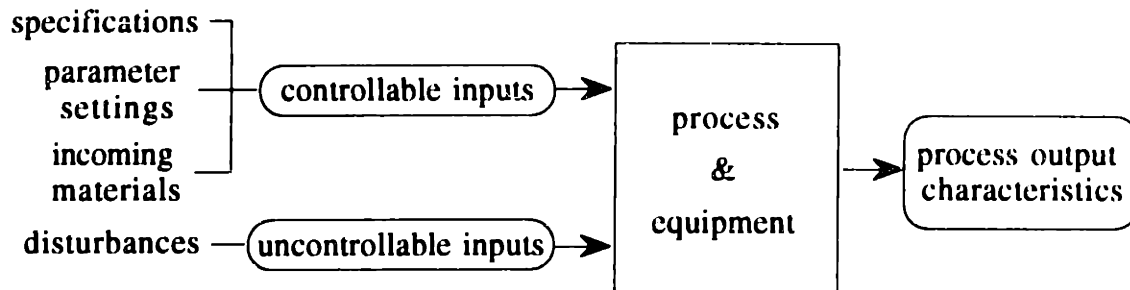 specifications
parameter
settings
incoming
materials
disturbances
controllable inputs
uncontrollable inputs
process
&
equipment
process output
characteristics